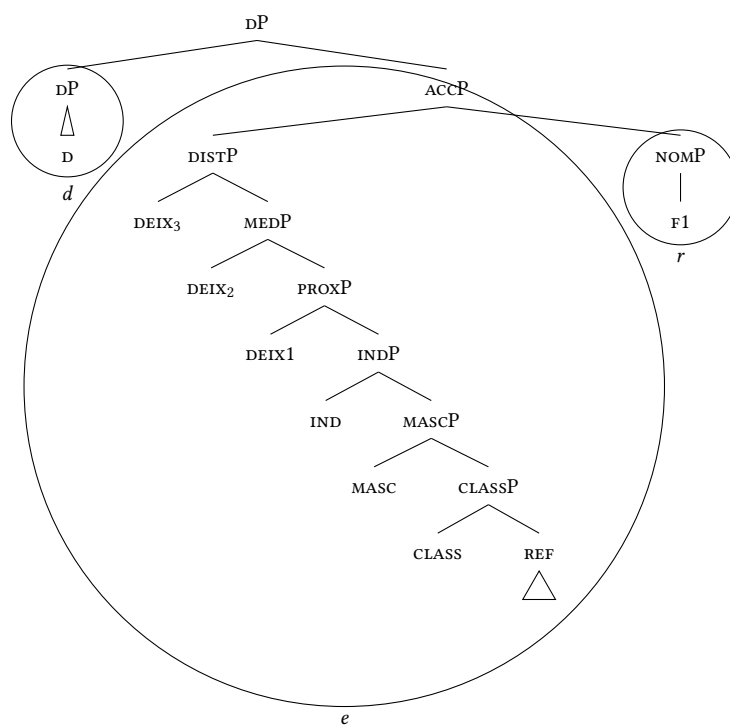 DP
DP
ACCP
D
DISTP
NOMP
d
DEIX3
MEDP
F1
r
DEIX2
PROXP
DEIX1
INDP
IND
MASCP
MASC
CLASSP
CLASS
REF
e